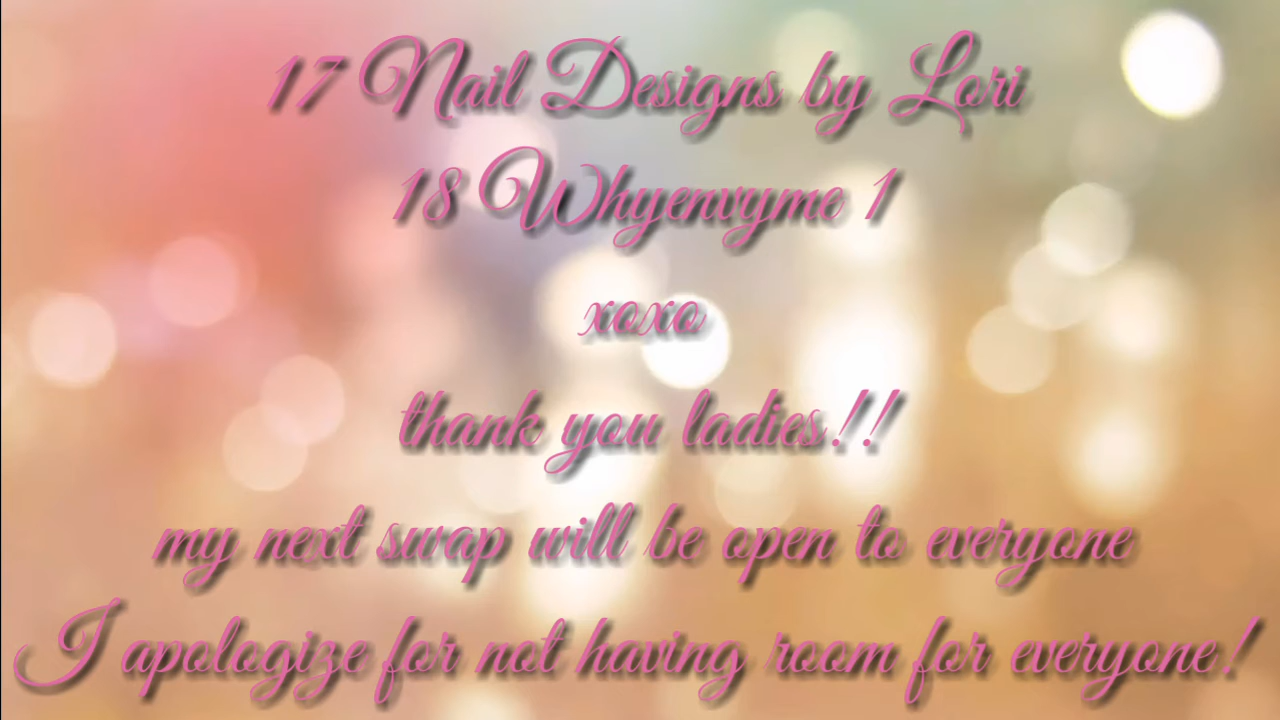 17 Nail Designs by Lori
18 Whyenvyme 1
xoxo
thank you ladies!!
my next swap will be open to everyone
I apologize for not having room for everyone!